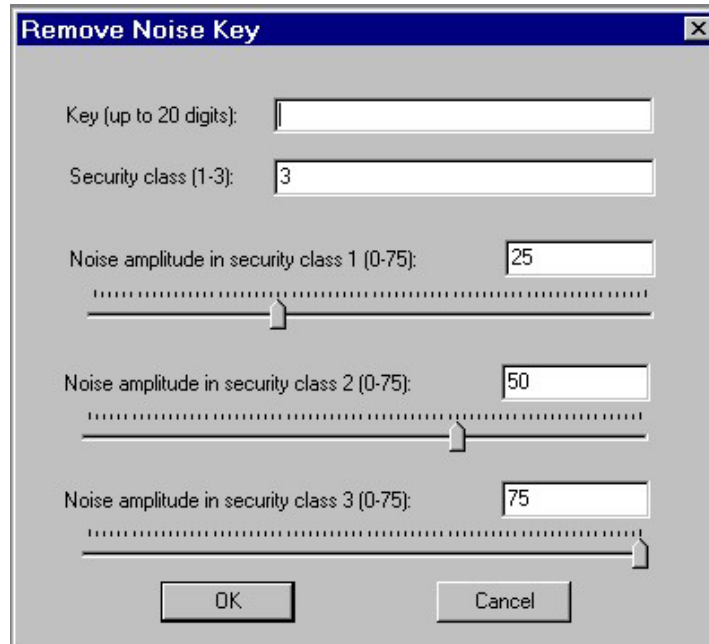 Remove Noise Key
Key (up to 20 digits):
Security class (1-3): 3
Noise amplitude in security class 1 (0-75): 25
Noise amplitude in security class 2 (0-75): 50
Noise amplitude in security class 3 (0-75): 75
OK Cancel